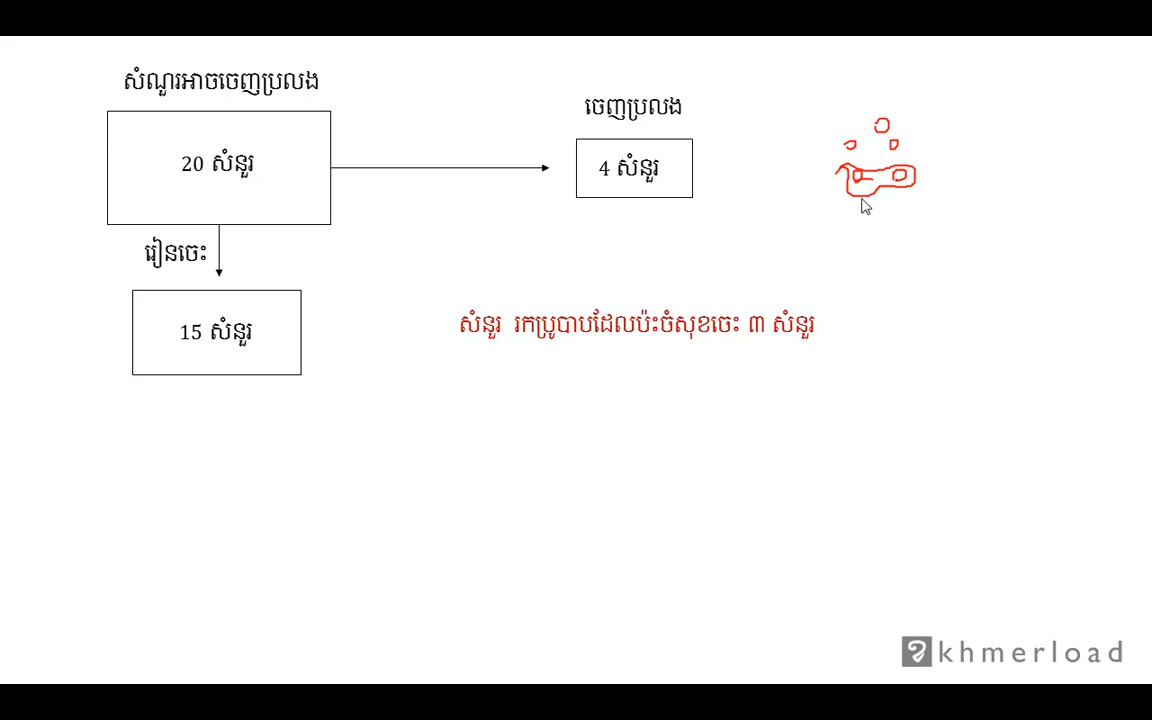 សំណួរអាចចេញប្រលង
ចេញប្រលង
20 សំនួរ
4 សំនួរ
រៀនចេះ
15 សំនួរ
សំនួរ រកប្រូបាបដែលប៉ះចំសុខចេះ ៣ សំនួរ
khmerload